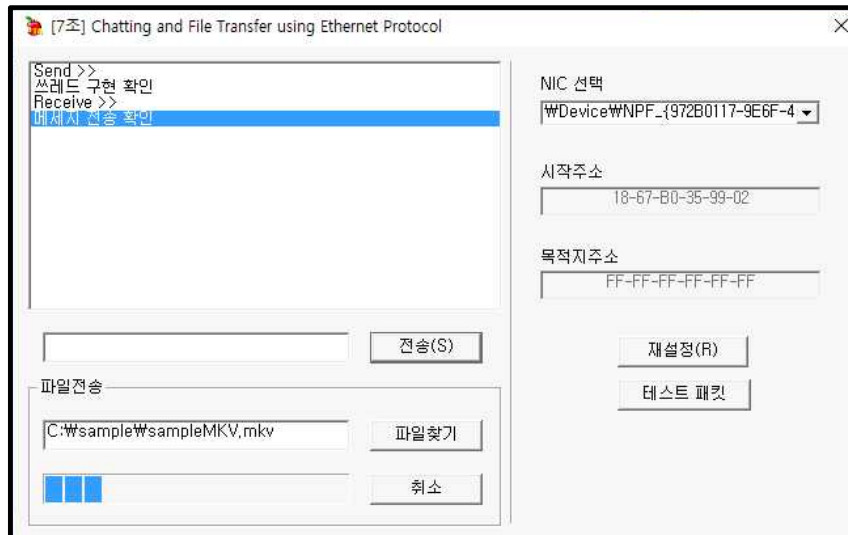 [7조] Chatting and File Transfer using Ethernet Protocol
Send >>
쓰레드 구현 확인
Receive >>
메세지 전송 확인
전송(S)
파일전송
C:₩sample₩sampleMKV.mkv
파일찾기
취소
NIC 선택
₩Device₩NPF_{972B0117-9E6F-4
시작주소
18-67-B0-35-99-02
목적지주소
FF-FF-FF-FF-FF-FF
재설정(R)
테스트 패킷